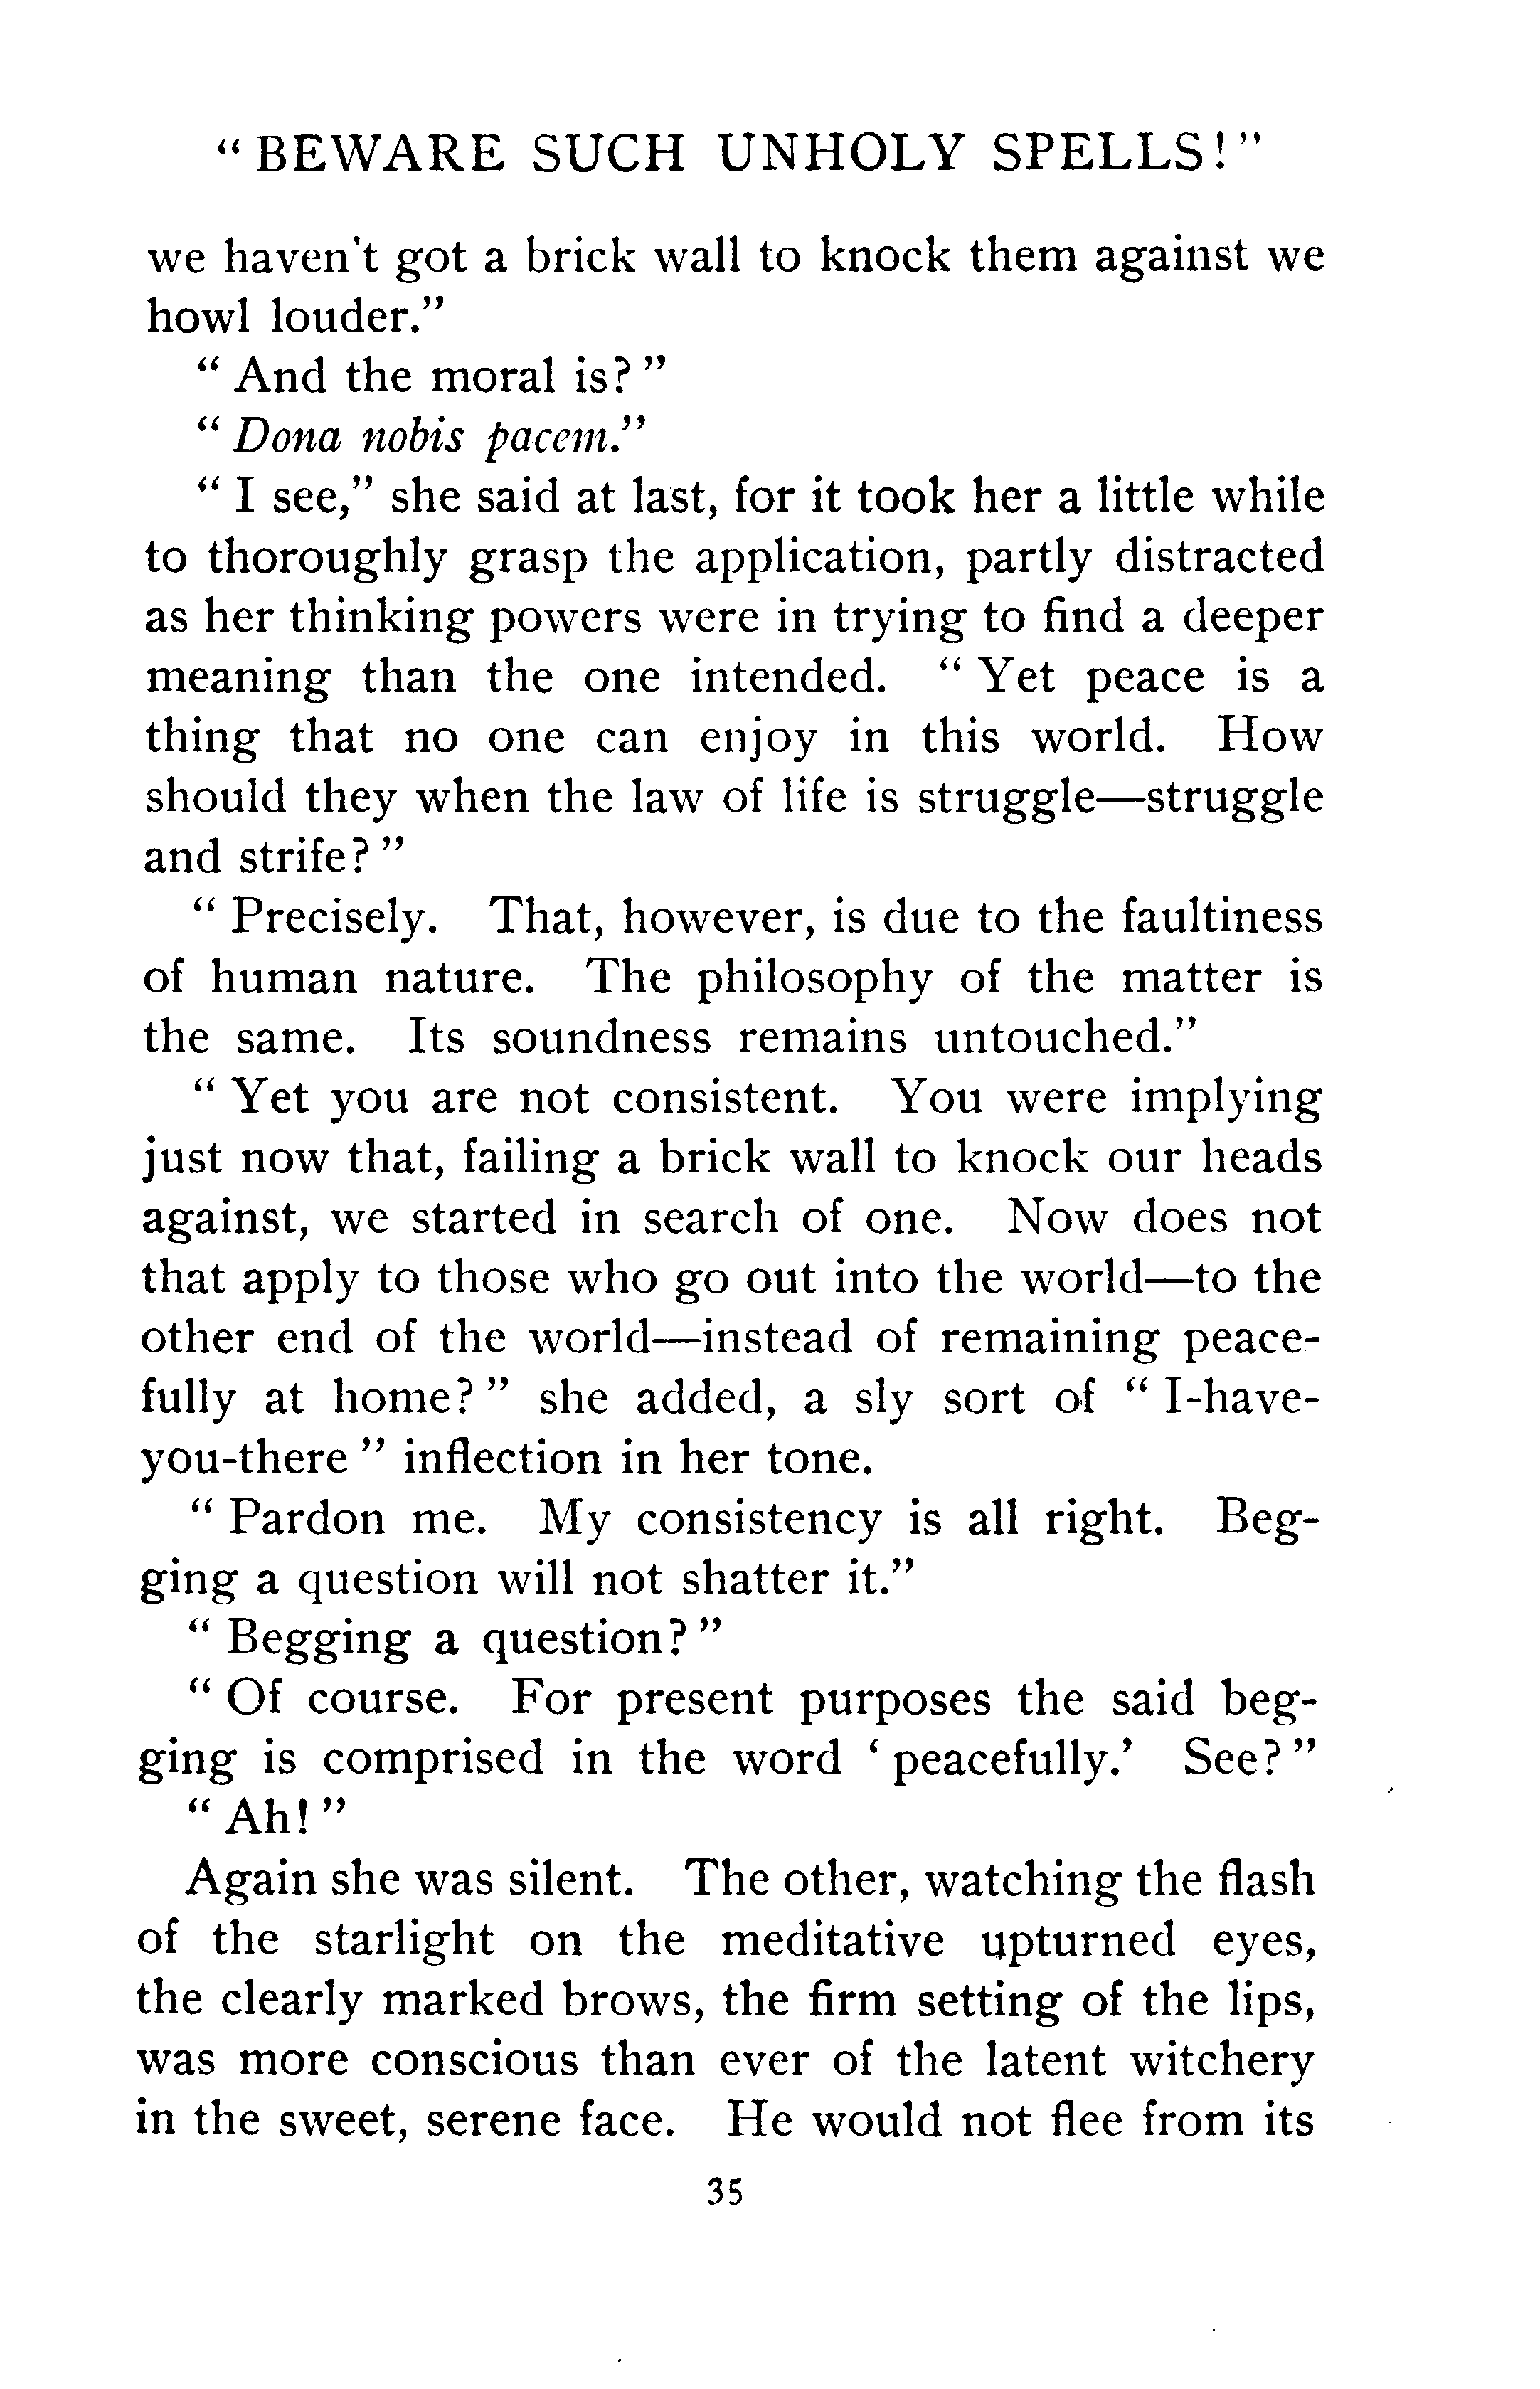 “ BEWARE SUCH UNHOLY SPELLS! ”
we haven't got a brick wall to knock them against we
howl louder.”
“ And the moral is? ”
“ Dona nobis pacem.”
“ I see,” she said at last, for it took her a little while
to thoroughly grasp the application, partly distracted
as her thinking powers were in trying to find a deeper
meaning than the one intended. “ Yet peace is a
thing that no one can enjoy in this world. How
should they when the law of life is struggle—struggle
and strife? ”
“ Precisely. That, however, is due to the faultiness
of human nature. The philosophy of the matter is
the same. Its soundness remains untouched.”
“ Yet you are not consistent. You were implying
just now that, failing a brick wall to knock our heads
against, we started in search of one. Now does not
that apply to those who go out into the world—to the
other end of the world—instead of remaining peace-
fully at home? ” she added, a sly sort of “ I-have-
you-there ” inflection in her tone.
“ Pardon me. My consistency is all right. Beg-
ging a question will not shatter it.”
“ Begging a question? ”
“ Of course. For present purposes the said beg-
ging is comprised in the word ‘ peacefully.’ See? ”
“ Ah! ”
Again she was silent. The other, watching the flash
of the starlight on the meditative upturned eyes,
the clearly marked brows, the firm setting of the lips,
was more conscious than ever of the latent witchery
in the sweet, serene face. He would not flee from its
35